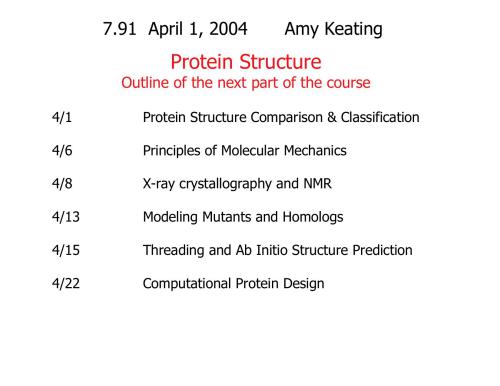 7.91 April 1, 2004 Amy Keating
Protein Structure
Outline of the next part of the course
4/1 Protein Structure Comparison & Classification
4/6 Principles of Molecular Mechanics
4/8 X-ray crystallography and NMR
4/13 Modeling Mutants and Homologs
4/15 Threading and Ab Initio Structure Prediction
4/22 Computational Protein Design